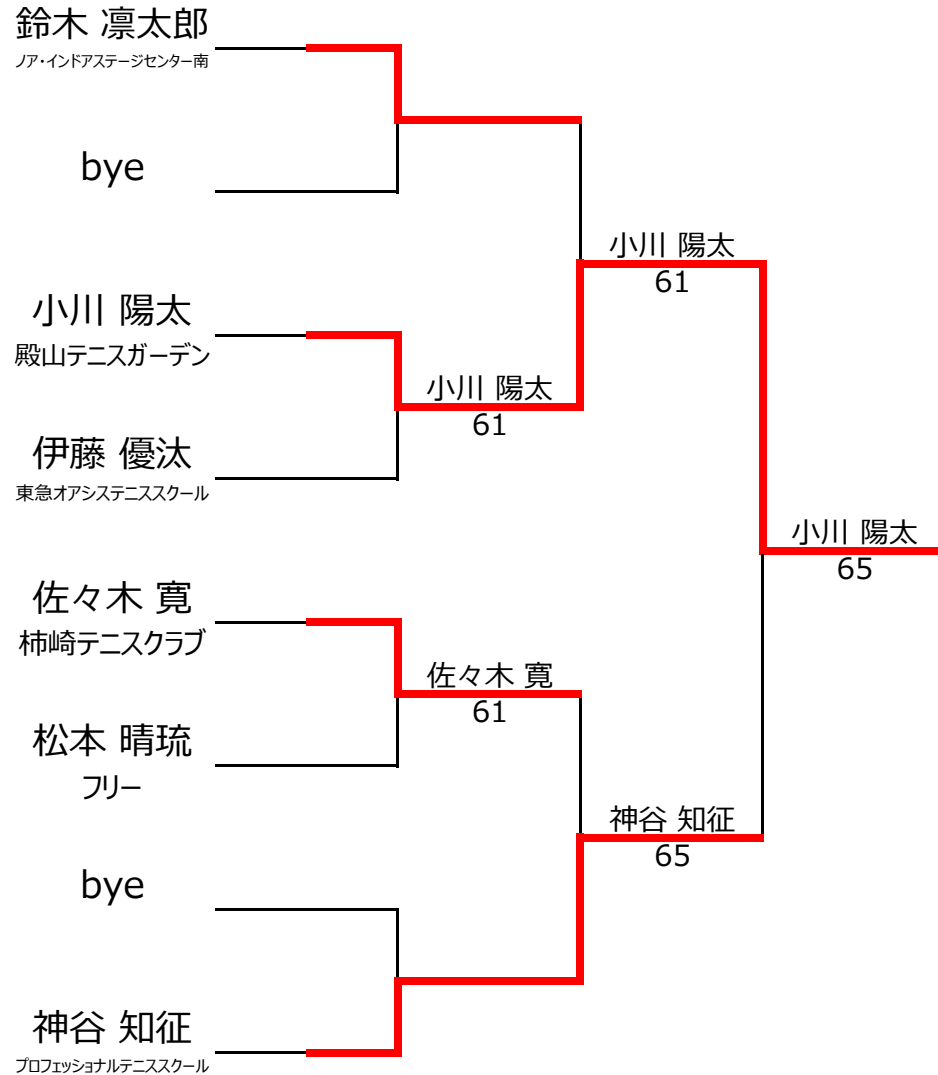 鈴木 凛太郎
ノア・インドアステージセンター南
bye
小川 陽太
61
小川 陽太
殿山テニスガーデン
小川 陽太
61
伊藤 優汰
東急オアシステニススクール
小川 陽太
65
佐々木 寛
柿崎テニスクラブ
佐々木 寛
61
松本 晴琉
フリー
神谷 知征
65
bye
神谷 知征
プロフェッショナルテニススクール